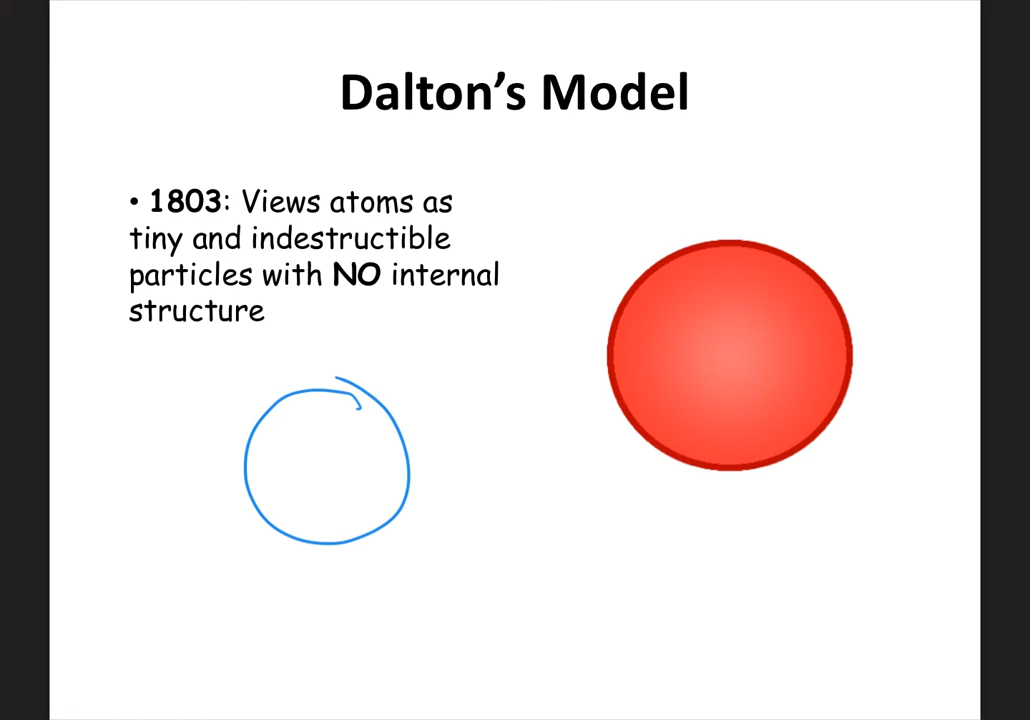 Dalton’s Model
• 1803: Views atoms as
tiny and indestructible
particles with NO internal
structure